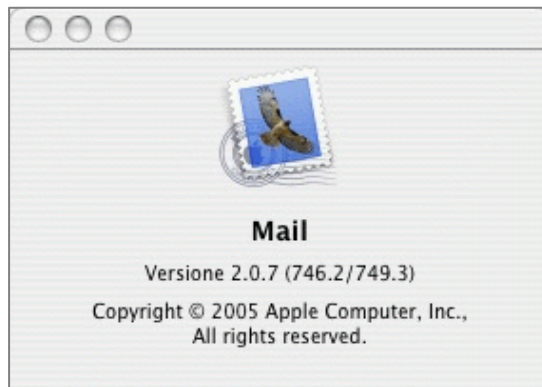 Mail
Versione 2.0.7 (746.2/749.3)
Copyright © 2005 Apple Computer, Inc.,
All rights reserved.